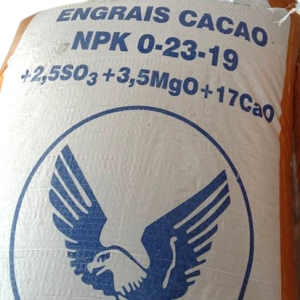 ENGRAIS CACAO
NPK 0-23-19
+2,5SO₃+3,5MgO+17CaO